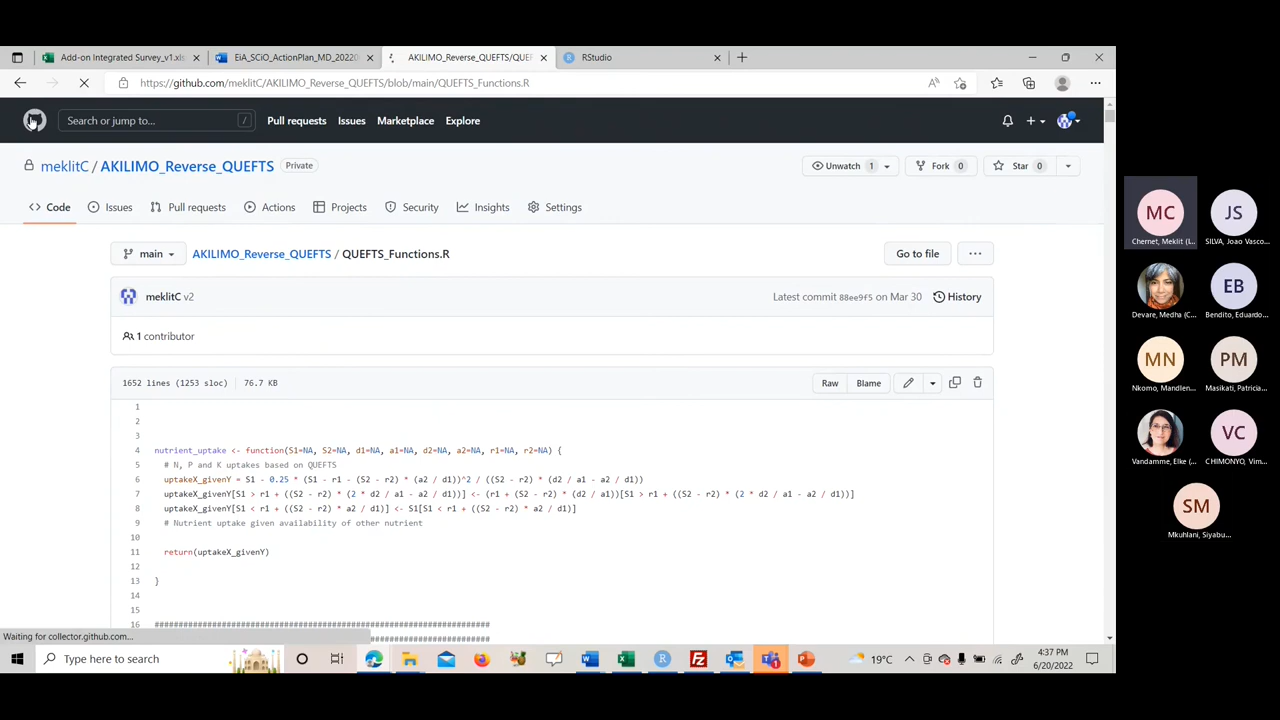 Add-on Integrated Survey_v1.xls
EiA_SCiO_ActionPlan_MD_20220
AKILIMO_Reverse_QUEFTS/QUEF
RStudio
https://github.com/meklitC/AKILIMO_Reverse_QUEFTS/blob/main/QUEFTS_Functions.R
Search or jump to...
/
Pull requests
Issues
Marketplace
Explore
meklitC / AKILIMO_Reverse_QUEFTS
Private
Unwatch 1
Fork 0
Star 0
Code
Issues
Pull requests
Actions
Projects
Security
Insights
Settings
main
AKILIMO_Reverse_QUEFTS / QUEFTS_Functions.R
Go to file
...
meklitC v2
Latest commit 88ee9f5 on Mar 30
History
1 contributor
1652 lines (1253 sloc) | 76.7 KB
Raw
Blame
1
2
3
4 nutrient_uptake <- function(S1=NA, S2=NA, d1=NA, a1=NA, d2=NA, a2=NA, r1=NA, r2=NA) {
5 # N, P and K uptakes based on QUEFTS
6 uptakeX_givenY = S1 - 0.25 * (S1 - r1 - (S2 - r2) * (a2 / d1))^2 / ((S2 - r2) * (d2 / a1 - a2 / d1))
7 uptakeX_givenY[S1 > r1 + ((S2 - r2) * (2 * d2 / a1 - a2 / d1))] <- (r1 + (S2 - r2) * (d2 / a1))[S1 > r1 + ((S2 - r2) * (2 * d2 / a1 - a2 / d1))]
8 uptakeX_givenY[S1 < r1 + ((S2 - r2) * a2 / d1)] <- S1[S1 < r1 + ((S2 - r2) * a2 / d1)]
9 # Nutrient uptake given availability of other nutrient
10
11 return(uptakeX_givenY)
12
13 }
14
15
16 #######################################################################
#######################################################################
Waiting for collector.github.com...
Type here to search
19°C
4:37 PM
6/20/2022
MC
Chernet, Meklit (I...
JS
SILVA, Joao Vasco...
Devare, Medha (C...
EB
Bendito, Eduardo...
MN
Nkomo, Mandlen...
PM
Masikati, Patricia...
Vandamme, Elke (...
VC
CHIMONYO, Vim...
SM
Mkuhlani, Siyabu...